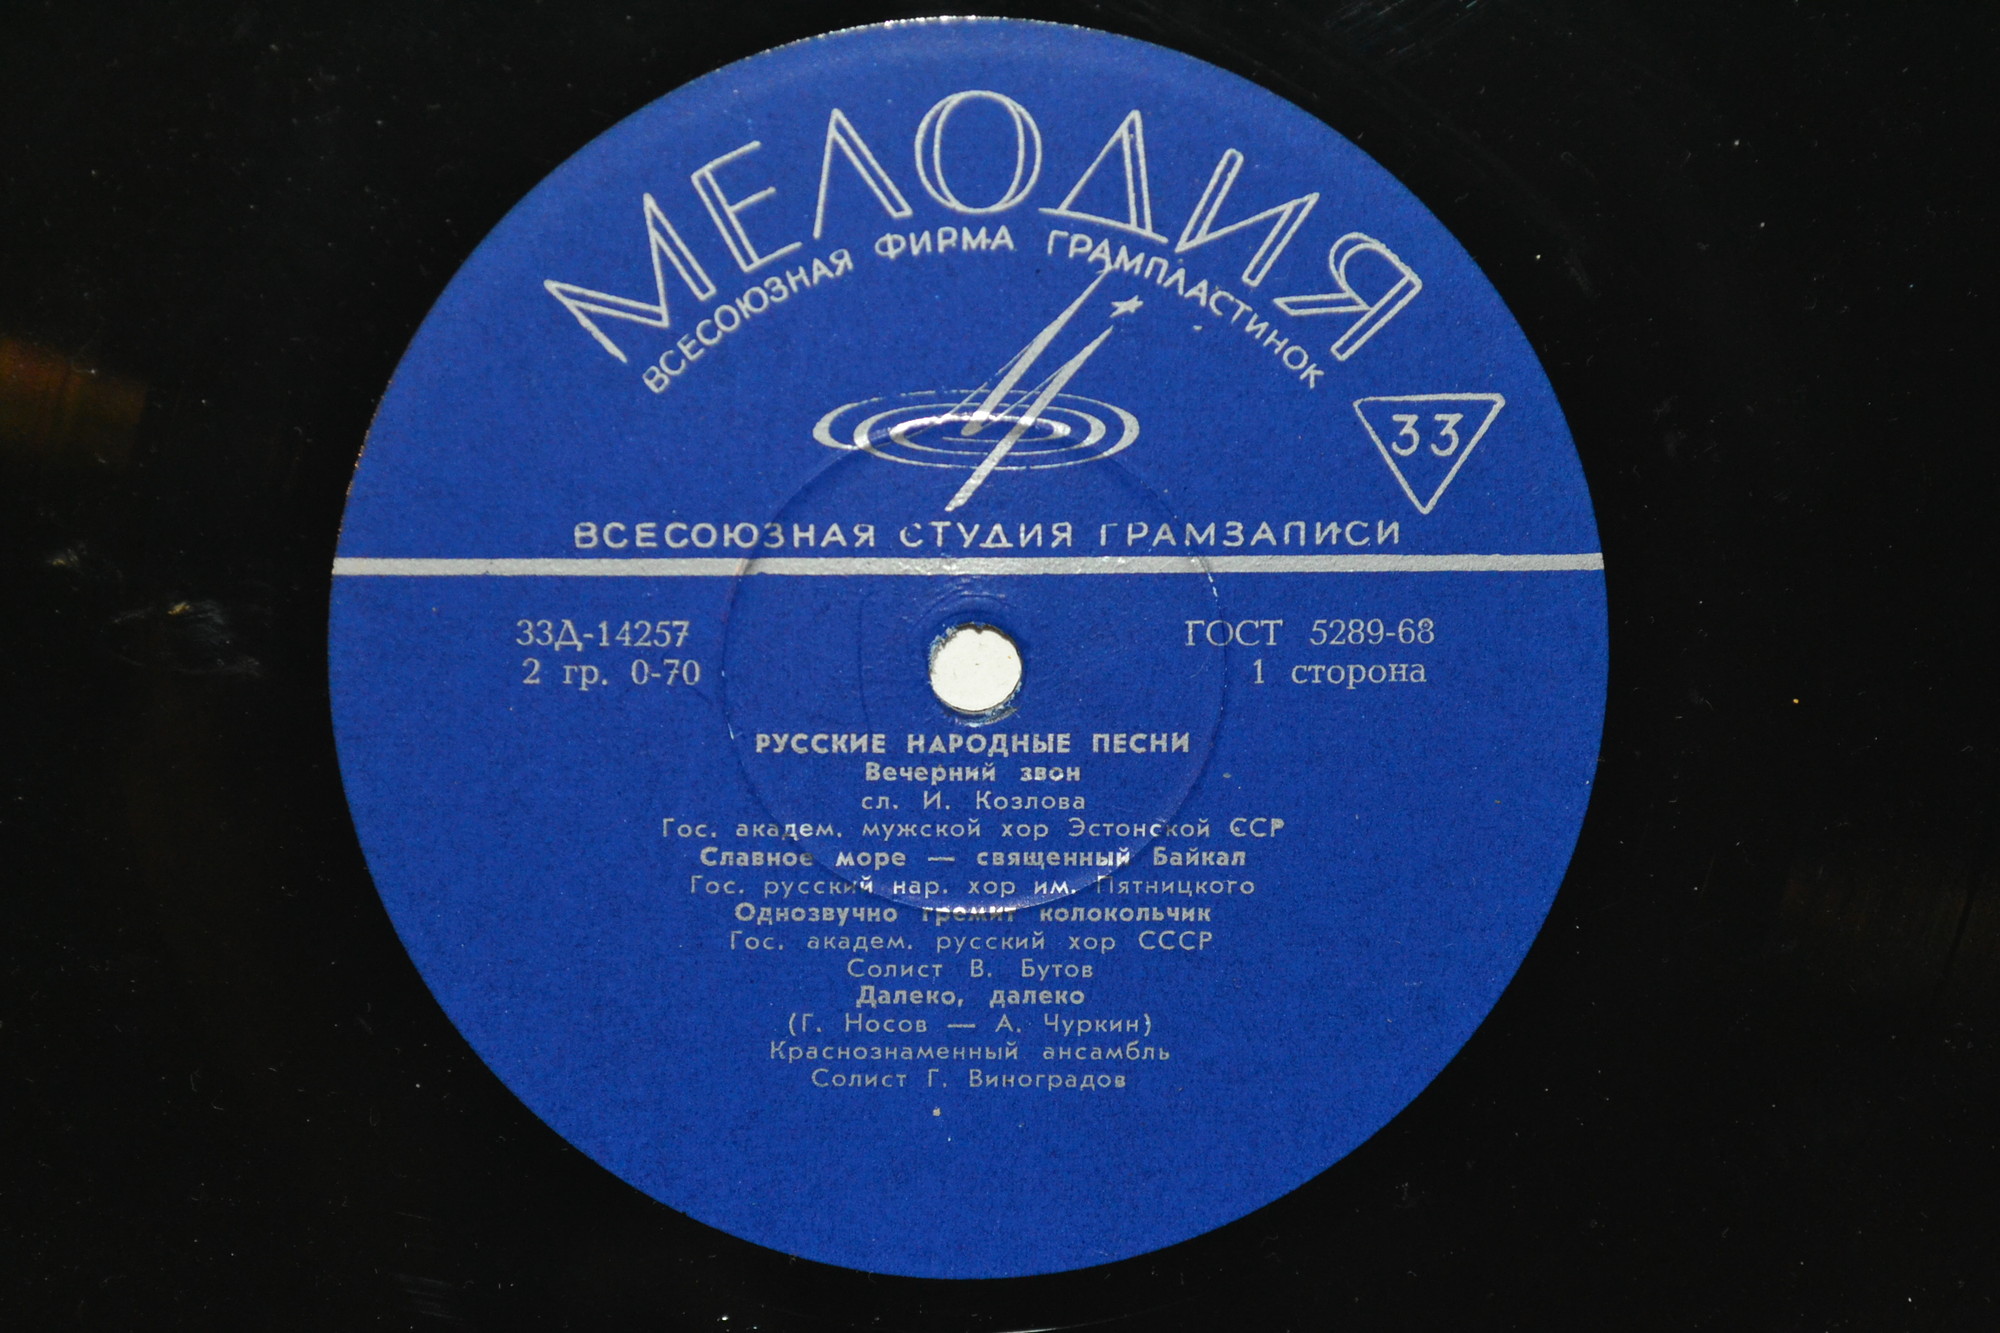 МЕЛОДИЯ
ВСЕСОЮЗНАЯ ФИРМА ГРАМПЛАСТИНОК
33
ВСЕСОЮЗНАЯ СТУДИЯ ГРАМЗАПИСИ
33Д-14257
ГОСТ 5289-68
2 гр. 0-70
1 сторона
РУССКИЕ НАРОДНЫЕ ПЕСНИ
Вечерний звон
сл. И. Козлова
Гос. академ. мужской хор Эстонской ССР
Славное море — священный Байкал
Гос. русский нар. хор им. Пятницкого
Однозвучно гремит колокольчик
Гос. академ. русский хор СССР
Солист В. Бутов
Далеко, далеко
(Г. Носов — А. Чуркин)
Краснознаменный ансамбль
Солист Г. Виноградов